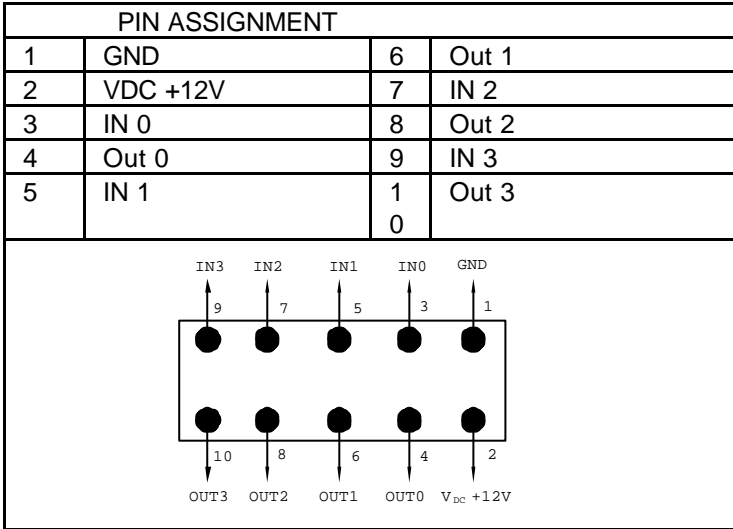 PIN ASSIGNMENT
1 GND 6 Out 1
2 VDC +12V 7 IN 2
3 IN 0 8 Out 2
4 Out 0 9 IN 3
5 IN 1 1 Out 3
0
IN3 IN2 IN1 IN0 GND
9 7 5 3 1
10 8 6 4 2
OUT3 OUT2 OUT1 OUT0 VDC +12V